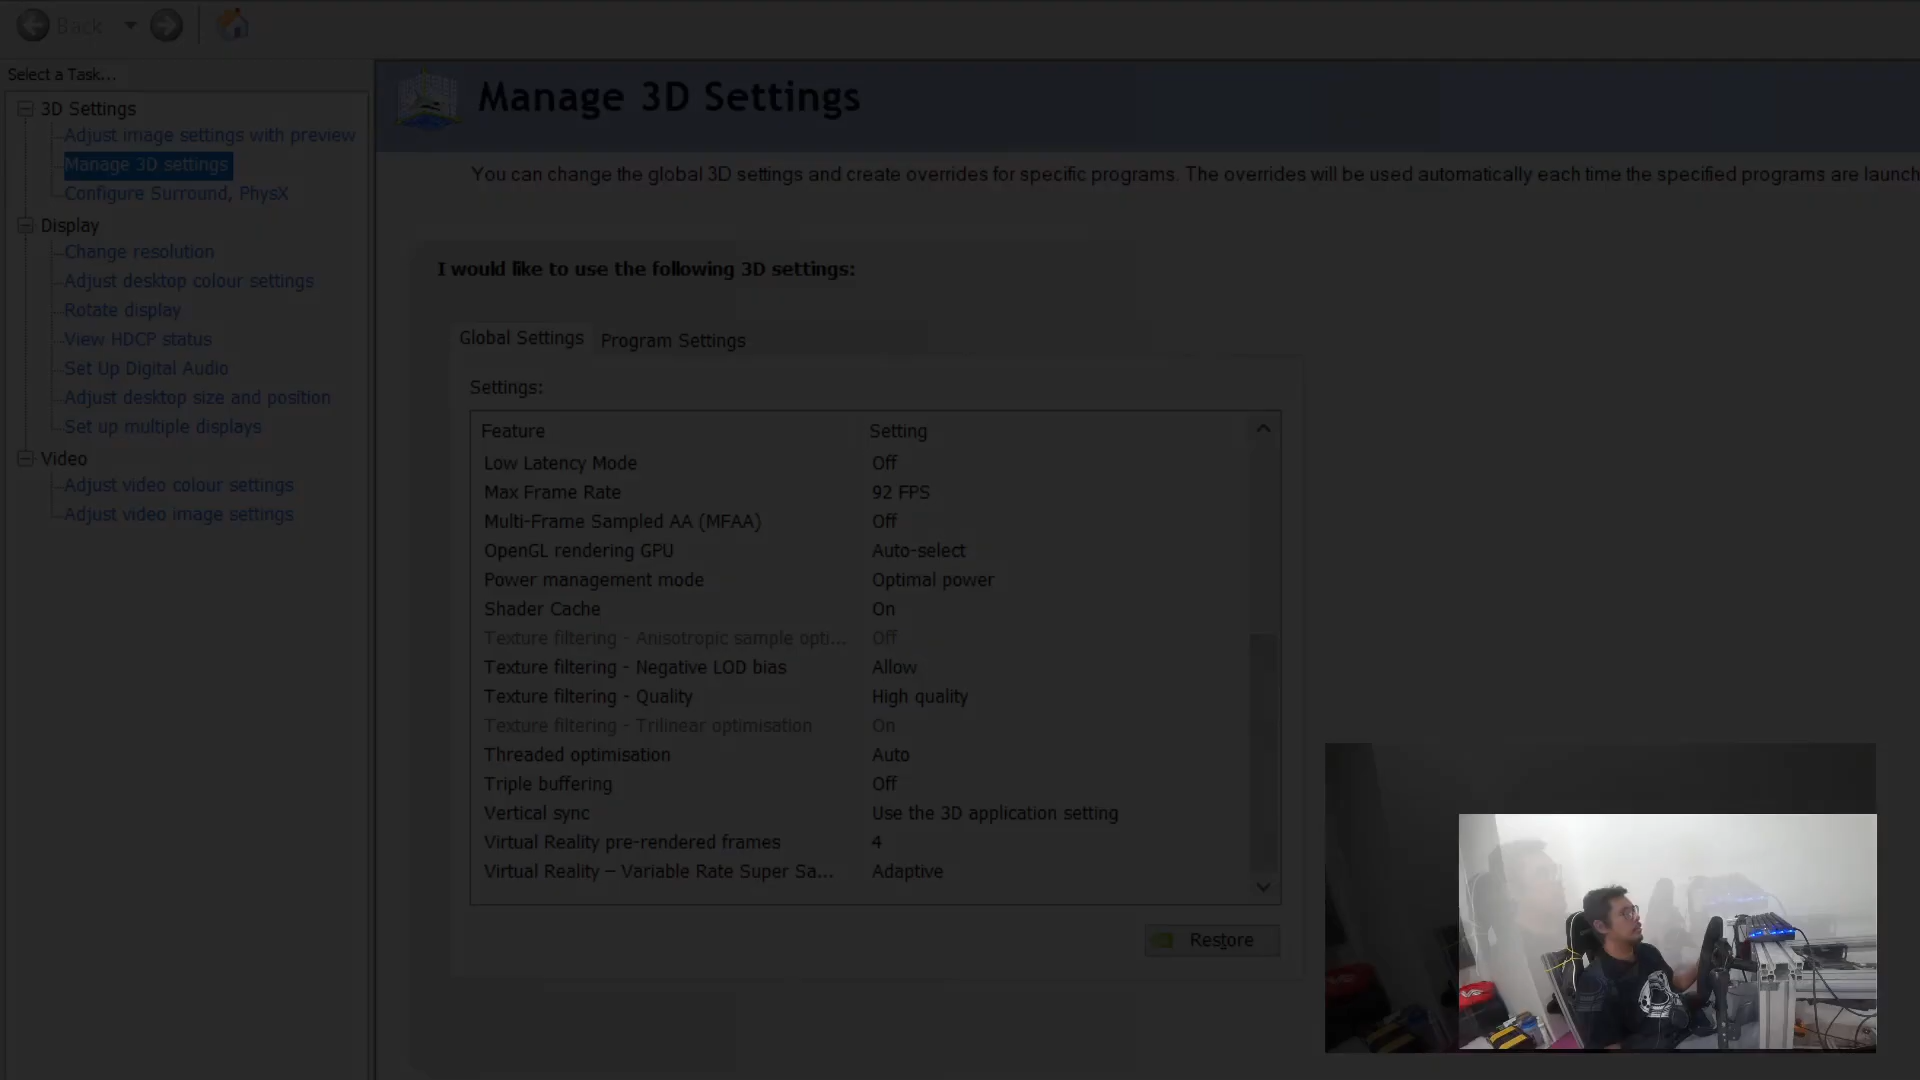 Back
Select a Task...
3D Settings
Adjust image settings with preview
Manage 3D settings
Configure Surround, PhysX
Display
Change resolution
Adjust desktop colour settings
Rotate display
View HDCP status
Set Up Digital Audio
Adjust desktop size and position
Set up multiple displays
Video
Adjust video colour settings
Adjust video image settings
Manage 3D Settings
You can change the global 3D settings and create overrides for specific programs. The overrides will be used automatically each time the specified programs are launch
I would like to use the following 3D settings:
Global Settings Program Settings
Settings:
Feature Setting
Low Latency Mode Off
Max Frame Rate 92 FPS
Multi-Frame Sampled AA (MFAA) Off
OpenGL rendering GPU Auto-select
Power management mode Optimal power
Shader Cache On
Texture filtering - Anisotropic sample opti... Off
Texture filtering - Negative LOD bias Allow
Texture filtering - Quality High quality
Texture filtering - Trilinear optimisation On
Threaded optimisation Auto
Triple buffering Off
Vertical sync Use the 3D application setting
Virtual Reality pre-rendered frames 4
Virtual Reality – Variable Rate Super Sa... Adaptive
Restore